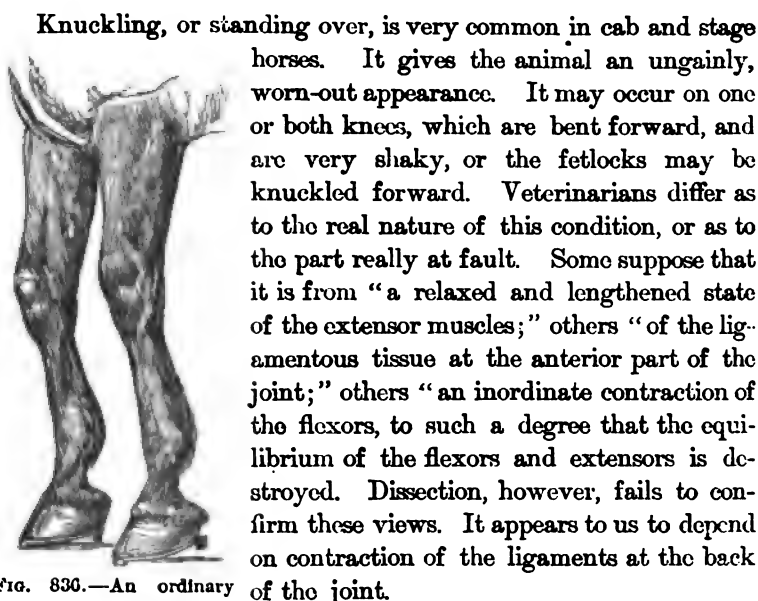 Knuckling, or standing over, is very common in cab and stage
horses. It gives the animal an ungainly,
worn-out appearance. It may occur on one
or both knees, which are bent forward, and
are very shaky, or the fetlocks may be
knuckled forward. Veterinarians differ as
to the real nature of this condition, or as to
the part really at fault. Some suppose that
it is from “a relaxed and lengthened state
of the extensor muscles;” others “of the lig-
amentous tissue at the anterior part of the
joint;” others “an inordinate contraction of
the flexors, to such a degree that the equi-
librium of the flexors and extensors is de-
stroyed. Dissection, however, fails to con-
firm these views. It appears to us to depend
on contraction of the ligaments at the back
of the joint.
FIG. 836.—An ordinary